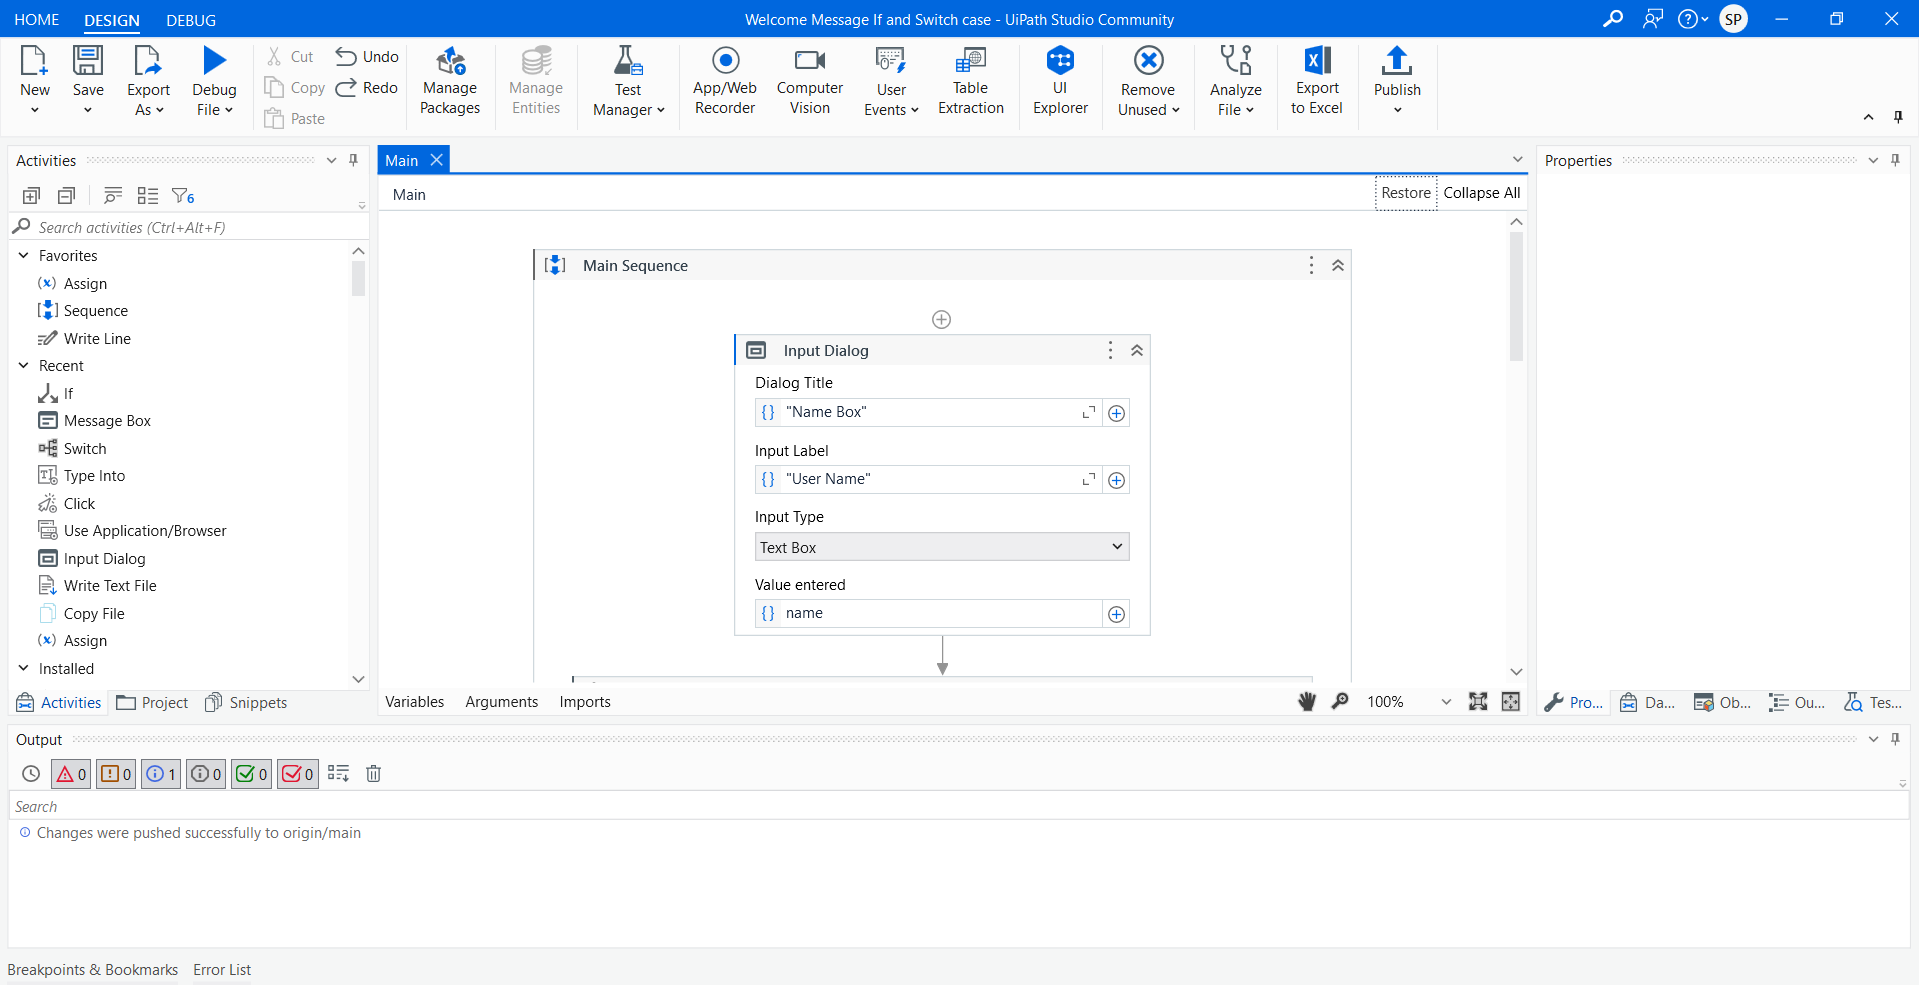 HOME DESIGN DEBUG
Welcome Message If and Switch case - UiPath Studio Community
SP
New
Save
Export As
Debug File
Cut
Copy
Paste
Undo
Redo
Manage Packages
Manage Entities
Test Manager
App/Web Recorder
Computer Vision
User Events
Table Extraction
UI Explorer
Remove Unused
Analyze File
Export to Excel
Publish
Activities
6
Search activities (Ctrl+Alt+F)
Favorites
Assign
Sequence
Write Line
Recent
If
Message Box
Switch
Type Into
Click
Use Application/Browser
Input Dialog
Write Text File
Copy File
Assign
Installed
Activities Project Snippets
Main
Main
Restore Collapse All
Main Sequence
Input Dialog
Dialog Title
{} "Name Box"
Input Label
{} "User Name"
Input Type
Text Box
Value entered
{} name
Variables Arguments Imports
100%
Properties
Pro... Da... Ob... Ou... Tes...
Output
0 0 1 0 0 0
Search
Changes were pushed successfully to origin/main
Breakpoints & Bookmarks Error List